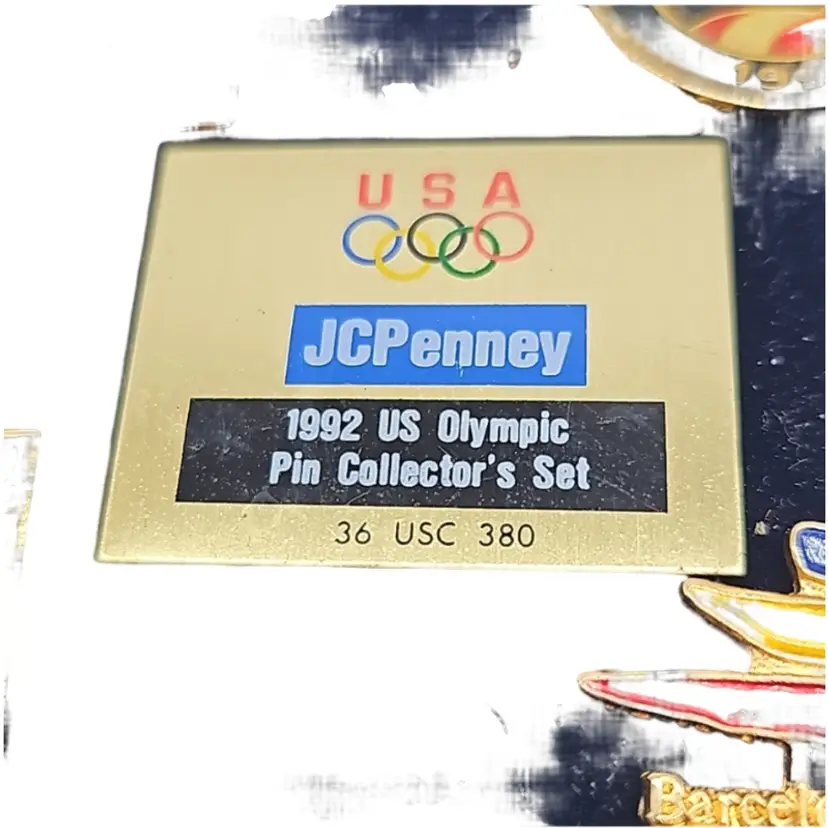 USA
JCPenney
1992 US Olympic
Pin Collector's Set
36 USC 380